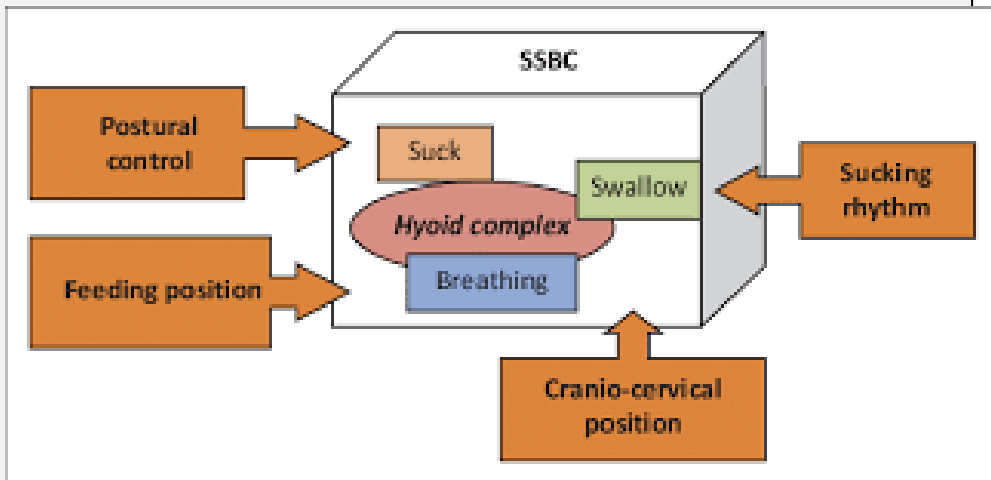 SSBC
Postural
control
Suck
Swallow
Sucking
rhythm
Hyoid complex
Feeding position
Breathing
Cranio-cervical
position